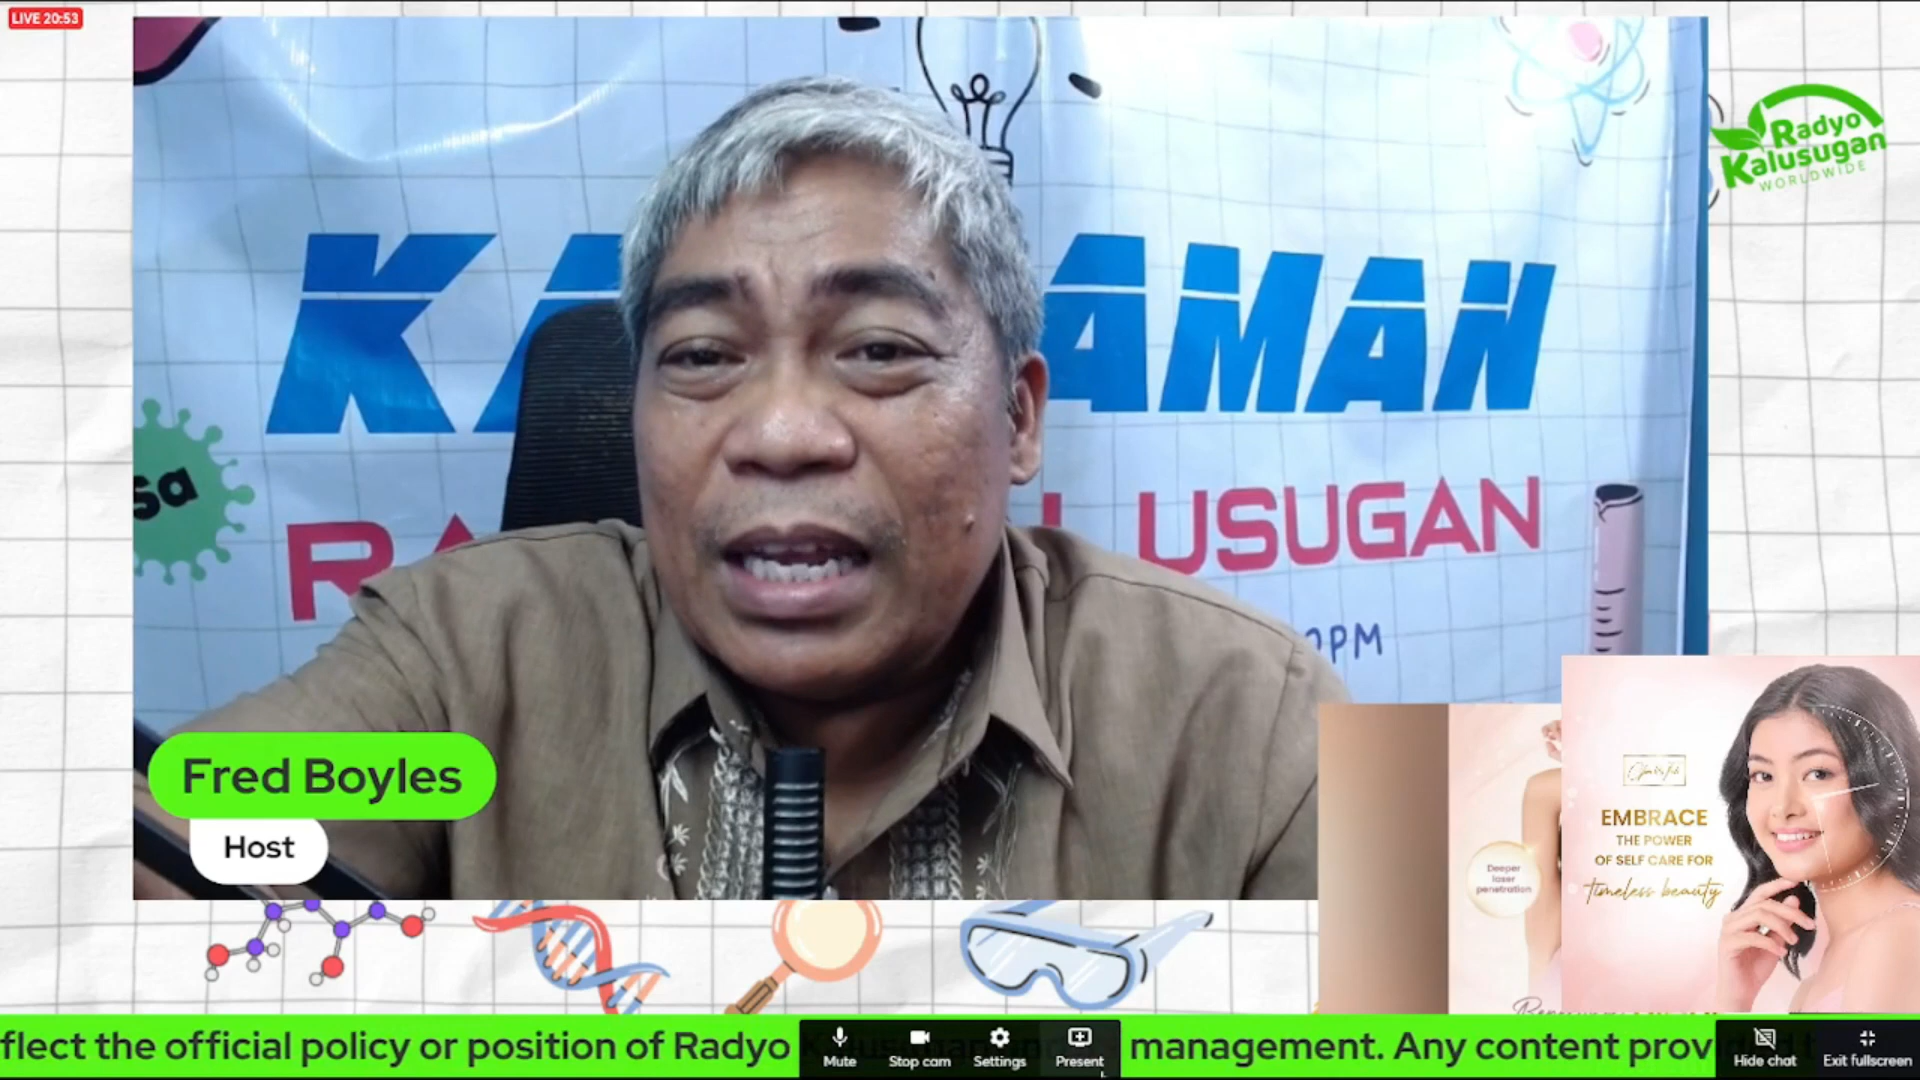 LIVE 20:53
Radyo
Kalusugan
WORLDWIDE
AMAN
sa
USUGAN
PM
Fred Boyles
Host
EMBRACE
THE POWER
OF SELF CARE FOR
timeless beauty
Deeper
laser
penetration
flect the official policy or position of Radyo
management. Any content prov
Mute
Stop cam
Settings
Present
Hide chat
Exit fullscreen